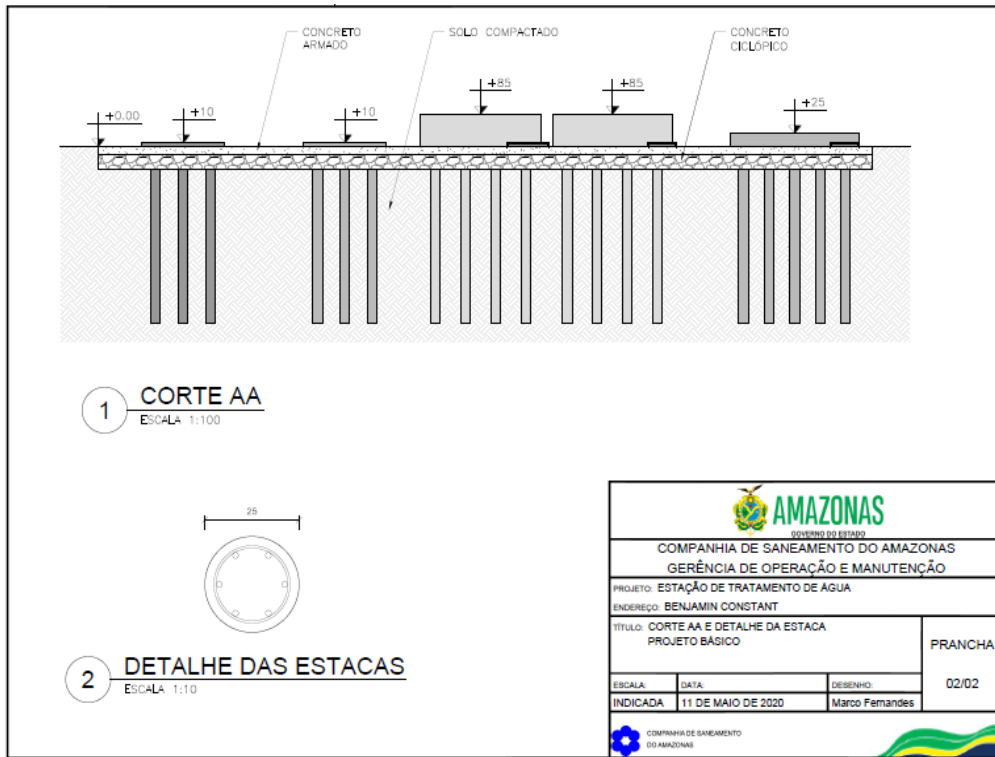 CONCRETO
ARMADO
SOLO COMPACTADO
CONCRETO
CICLÓPICO
+0.00
+10
+10
+85
+85
+25
1
CORTE AA
ESCALA 1:100
25
2
DETALHE DAS ESTACAS
ESCALA 1:10
AMAZONAS
GOVERNO DO ESTADO
COMPANHIA DE SANEAMENTO DO AMAZONAS
GERÊNCIA DE OPERAÇÃO E MANUTENÇÃO
PROJETO: ESTAÇÃO DE TRATAMENTO DE ÁGUA
ENDEREÇO: BENJAMIN CONSTANT
TÍTULO: CORTE AA E DETALHE DA ESTACA
PROJETO BÁSICO
PRANCHA
02/02
ESCALA: DATA: DESENHO:
INDICADA 11 DE MAIO DE 2020 Marco Fernandes
COMPANHIA DE SANEAMENTO
DO AMAZONAS